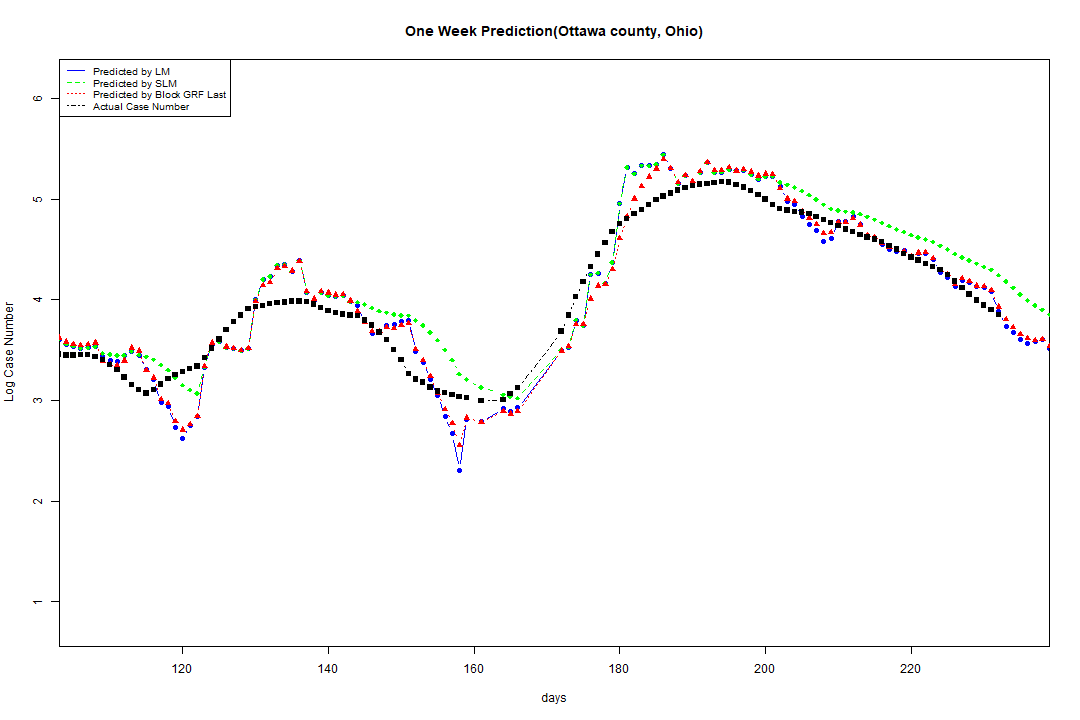 One Week Prediction(Ottawa county, Ohio)
Predicted by LM
Predicted by SLM
Predicted by Block GRF Last
Actual Case Number
6
5
4
3
2
1
Log Case Number
120 140 160 180 200 220
days